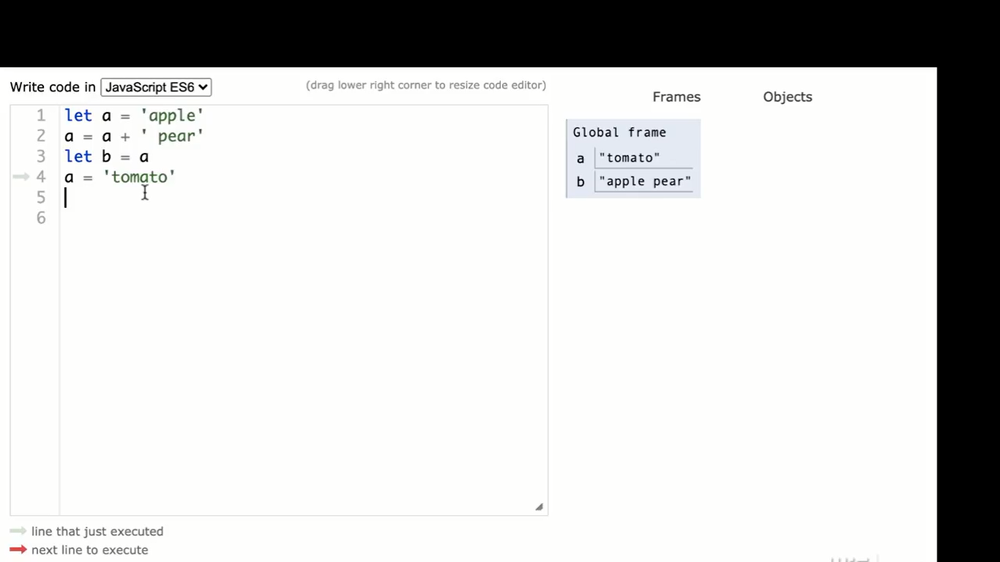 Write code in JavaScript ES6
(drag lower right corner to resize code editor)
1 let a = 'apple'
2 a = a + ' pear'
3 let b = a
4 a = 'tomato'
5
6
Frames Objects
Global frame
a "tomato"
b "apple pear"
line that just executed
next line to execute